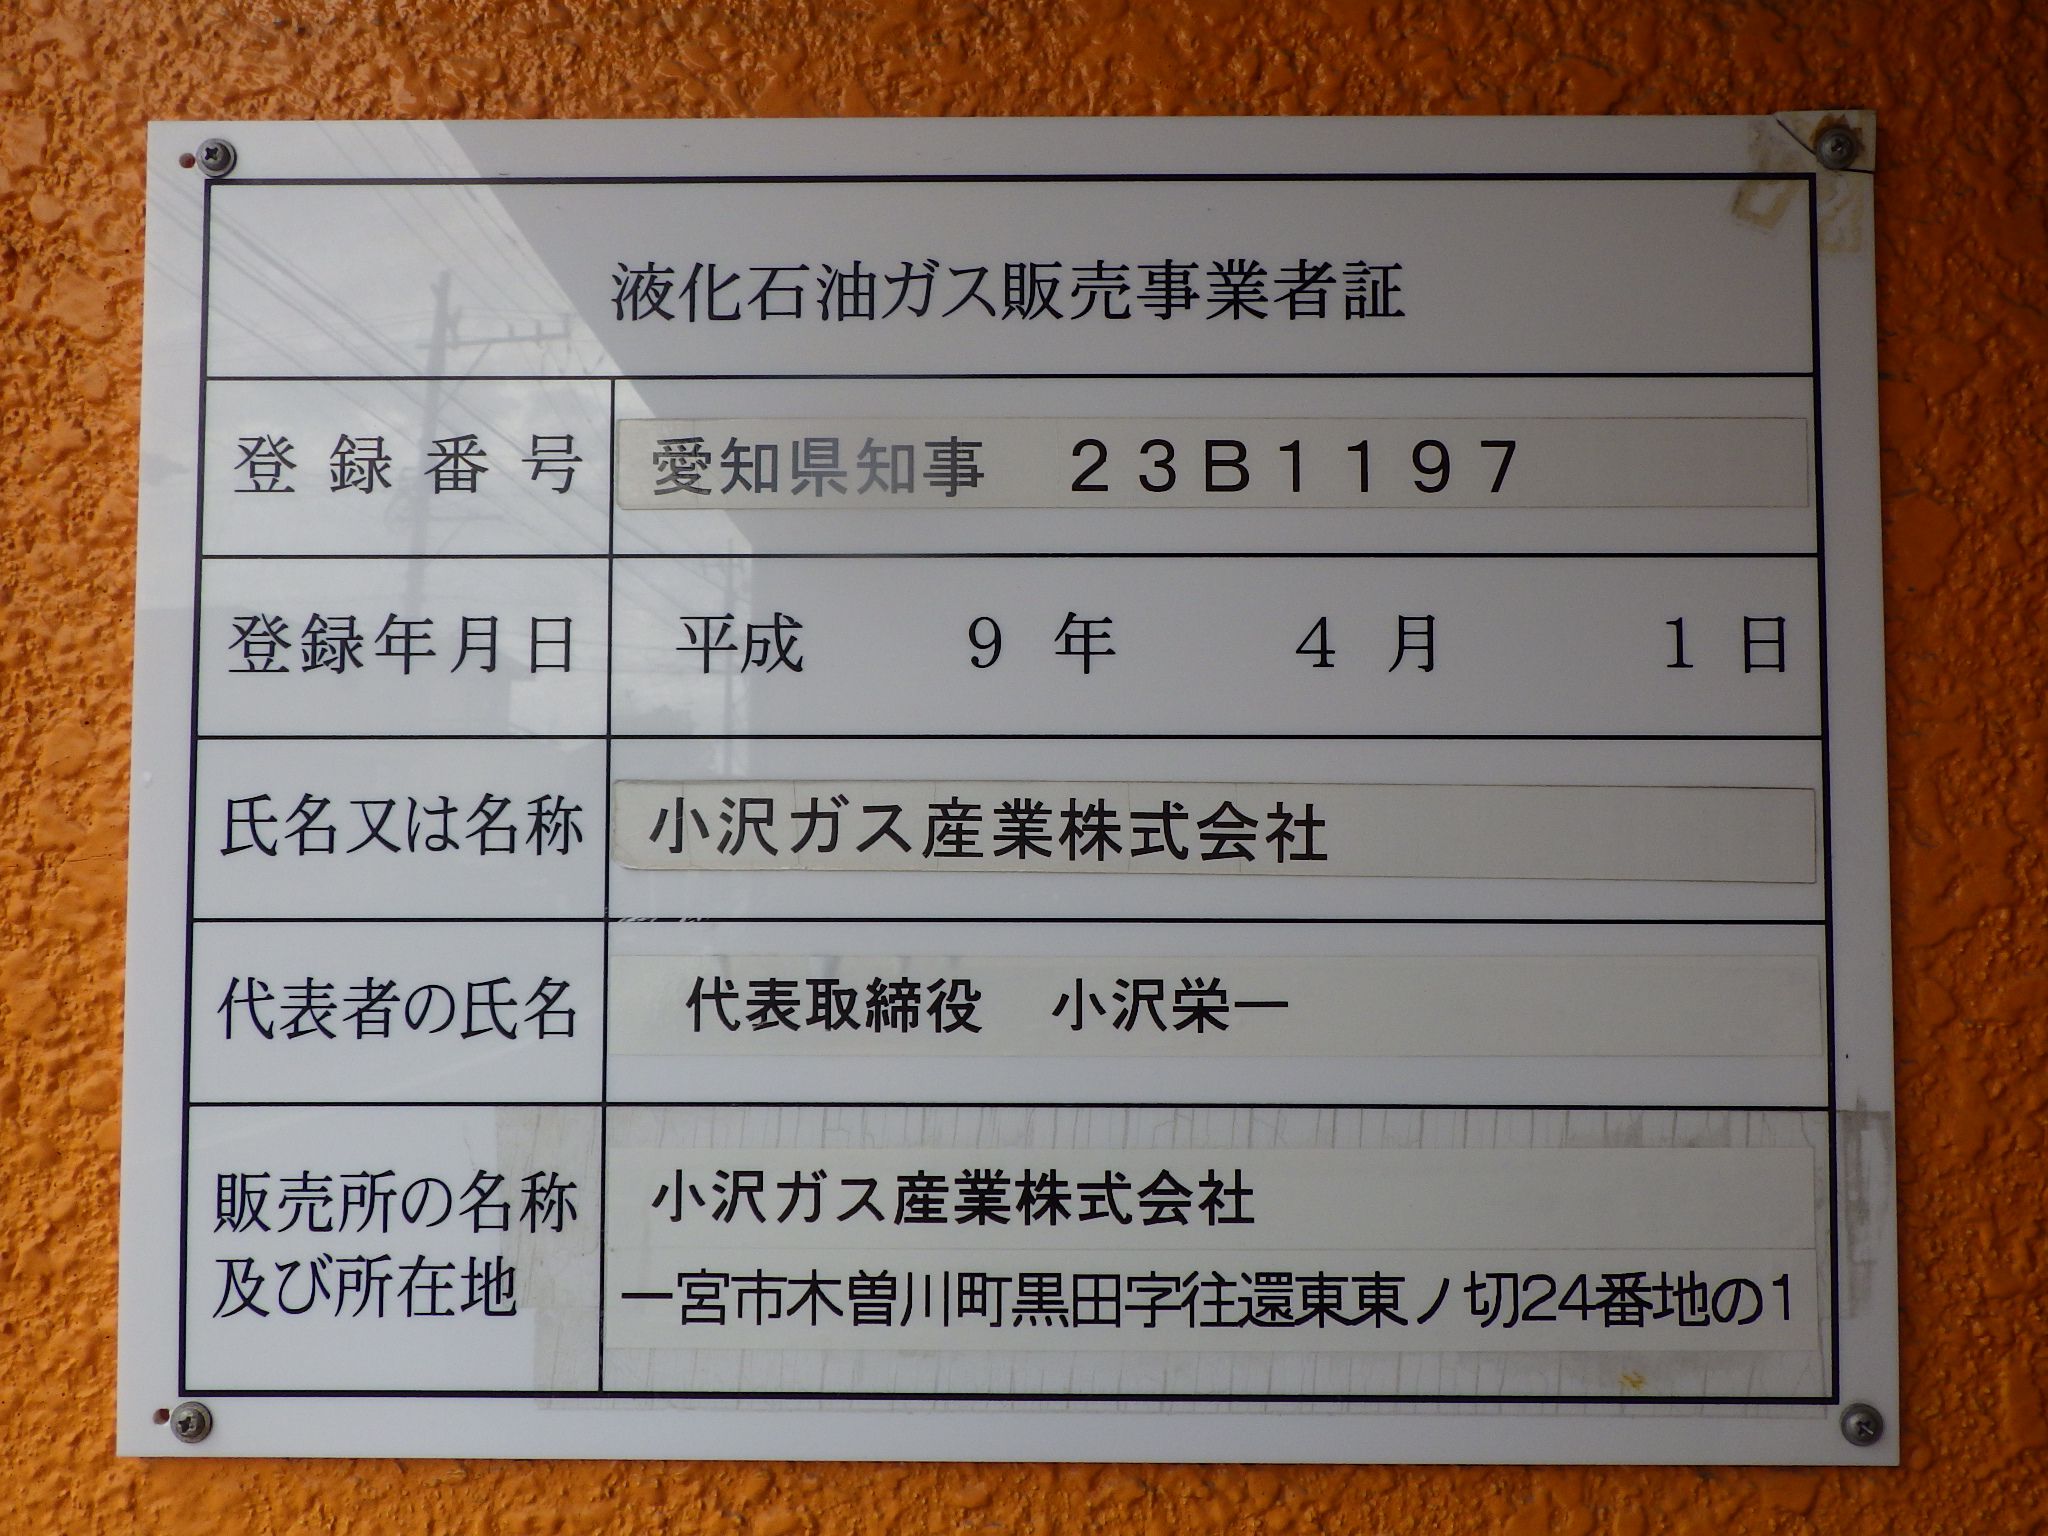 液化石油ガス販売事業者証
登録番号 愛知県知事 23B1197
登録年月日 平成 9 年 4 月 1 日
氏名又は名称 小沢ガス産業株式会社
代表者の氏名 代表取締役 小沢栄一
販売所の名称 小沢ガス産業株式会社
及び所在地 一宮市木曽川町黒田字往還東東ノ切24番地の1